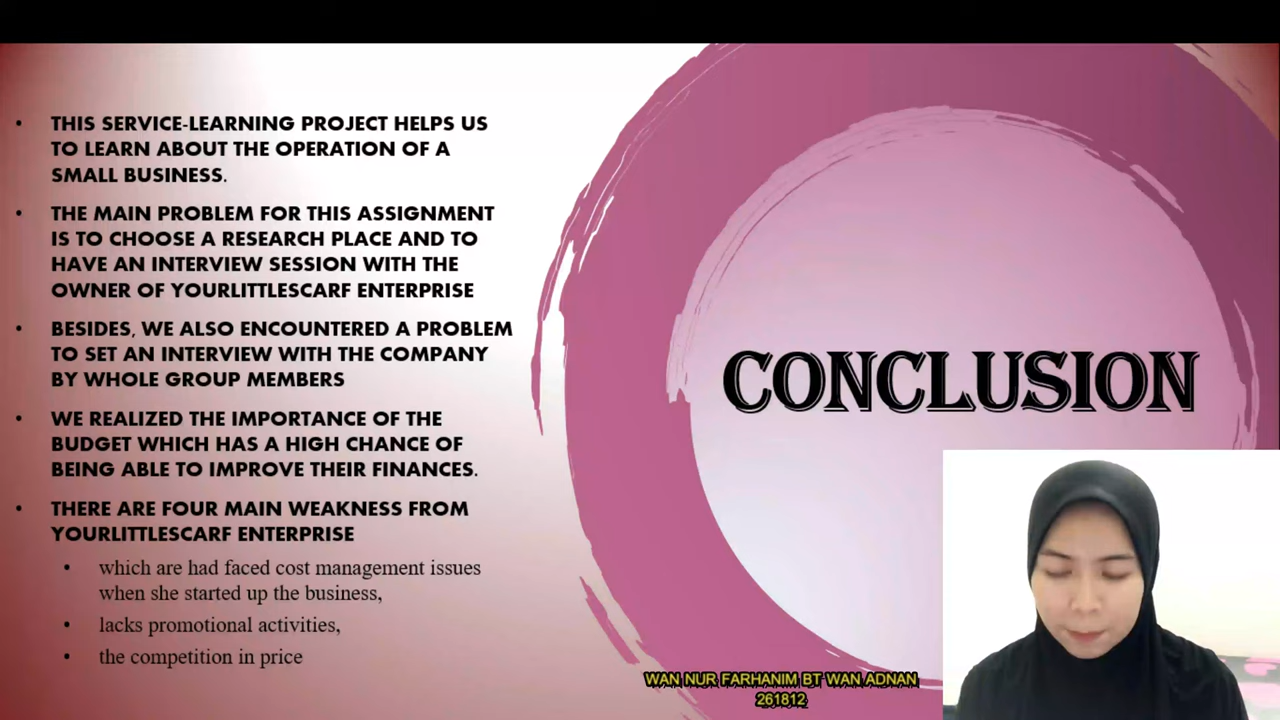 THIS SERVICE-LEARNING PROJECT HELPS US
TO LEARN ABOUT THE OPERATION OF A
SMALL BUSINESS.
THE MAIN PROBLEM FOR THIS ASSIGNMENT
IS TO CHOOSE A RESEARCH PLACE AND TO
HAVE AN INTERVIEW SESSION WITH THE
OWNER OF YOURLITTLESCARF ENTERPRISE
BESIDES, WE ALSO ENCOUNTERED A PROBLEM
TO SET AN INTERVIEW WITH THE COMPANY
BY WHOLE GROUP MEMBERS
WE REALIZED THE IMPORTANCE OF THE
BUDGET WHICH HAS A HIGH CHANCE OF
BEING ABLE TO IMPROVE THEIR FINANCES.
THERE ARE FOUR MAIN WEAKNESS FROM
YOURLITTLESCARF ENTERPRISE
which are had faced cost management issues
when she started up the business,
lacks promotional activities,
the competition in price
CONCLUSION
WAN NUR FARHANIM BT WAN ADNAN
261812